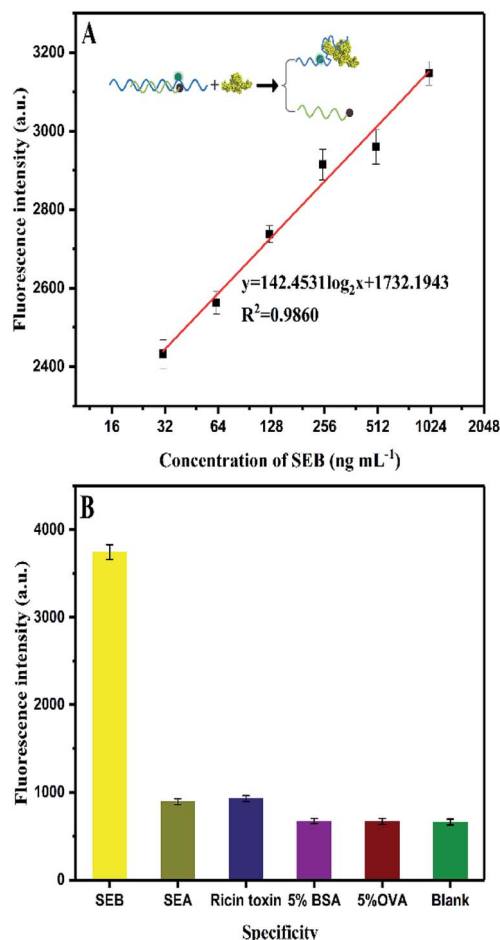 A
Fluorescence intensity (a.u.)
3200
3000
2800
2600
2400
+
y=142.4531log₂x+1732.1943
R²=0.9860
16 32 64 128 256 512 1024 2048
Concentration of SEB (ng mL⁻¹)
B
Fluorescence intensity (a.u.)
4000
3000
2000
1000
0
SEB SEA Ricin toxin 5% BSA 5%OVA Blank
Specificity